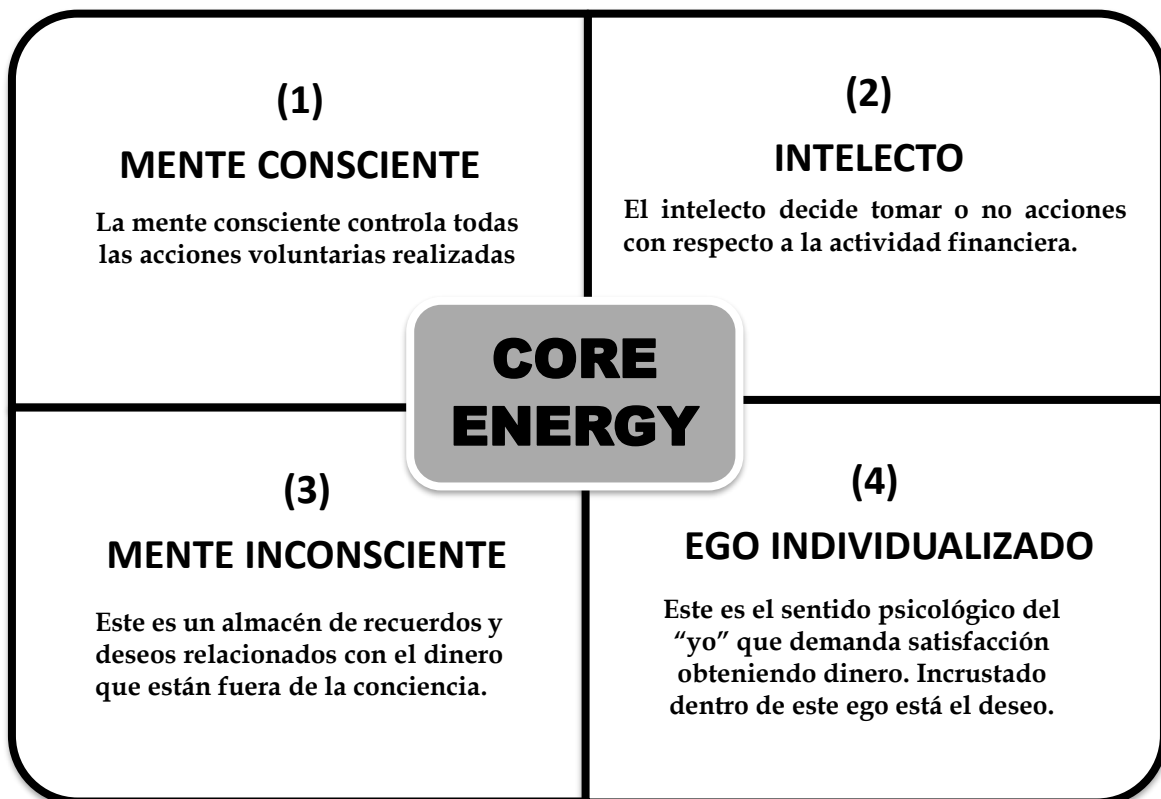 (1)
MENTE CONSCIENTE
La mente consciente controla todas
las acciones voluntarias realizadas
(2)
INTELECTO
El intelecto decide tomar o no acciones
con respecto a la actividad financiera.
CORE
ENERGY
(3)
MENTE INCONSCIENTE
Este es un almacén de recuerdos y
deseos relacionados con el dinero
que están fuera de la conciencia.
(4)
EGO INDIVIDUALIZADO
Este es el sentido psicológico del
“yo” que demanda satisfacción
obteniendo dinero. Incrustado
dentro de este ego está el deseo.